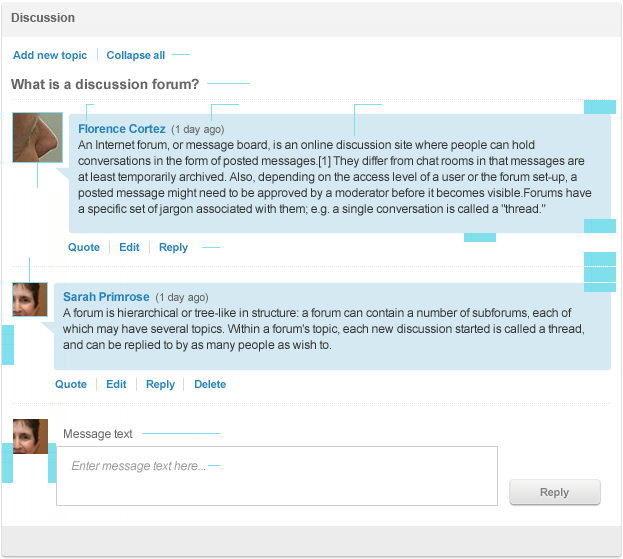 Discussion
Add new topic Collapse all
What is a discussion forum?
Florence Cortez (1 day ago)
An Internet forum, or message board, is an online discussion site where people can hold
conversations in the form of posted messages.[1] They differ from chat rooms in that messages are
at least temporarily archived. Also, depending on the access level of a user or the forum set-up, a
posted message might need to be approved by a moderator before it becomes visible.Forums have
a specific set of jargon associated with them; e.g. a single conversation is called a "thread."
Quote Edit Reply
Sarah Primrose (1 day ago)
A forum is hierarchical or tree-like in structure: a forum can contain a number of subforums, each of
which may have several topics. Within a forum's topic, each new discussion started is called a thread,
and can be replied to by as many people as wish to.
Quote Edit Reply Delete
Message text
Enter message text here...
Reply